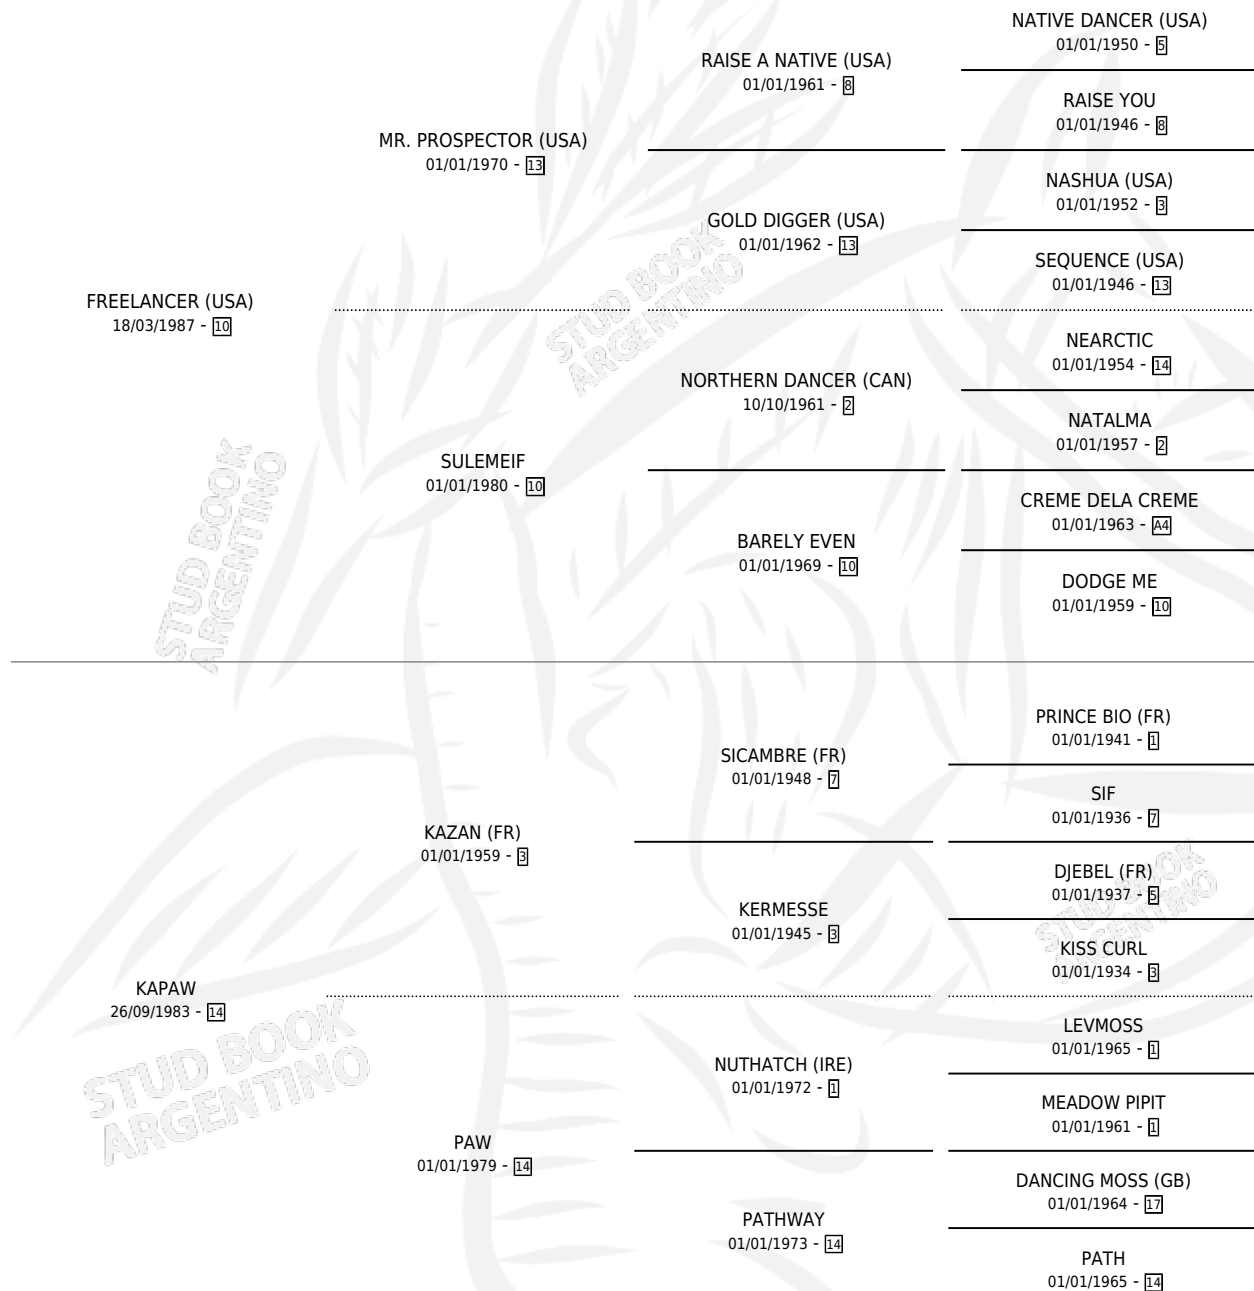 NATIVE DANCER (USA)
01/01/1950 - 5
RAISE A NATIVE (USA)
01/01/1961 - 8
RAISE YOU
01/01/1946 - 8
MR. PROSPECTOR (USA)
01/01/1970 - 13
NASHUA (USA)
01/01/1952 - 3
GOLD DIGGER (USA)
01/01/1962 - 13
SEQUENCE (USA)
01/01/1946 - 13
FREELANCER (USA)
18/03/1987 - 10
NEARCTIC
01/01/1954 - 14
NORTHERN DANCER (CAN)
10/10/1961 - 2
NATALMA
01/01/1957 - 2
SULEMEIF
01/01/1980 - 10
CREME DELA CREME
01/01/1963 - A4
BARELY EVEN
01/01/1969 - 10
DODGE ME
01/01/1959 - 10
PRINCE BIO (FR)
01/01/1941 - 1
SICAMBRE (FR)
01/01/1948 - 7
SIF
01/01/1936 - 7
KAZAN (FR)
01/01/1959 - 3
DJEBEL (FR)
01/01/1937 - 5
KERMESSE
01/01/1945 - 3
KISS CURL
01/01/1934 - 3
KAPAW
26/09/1983 - 14
LEVMOSS
01/01/1965 - 1
NUTHATCH (IRE)
01/01/1972 - 1
MEADOW PIPIT
01/01/1961 - 1
PAW
01/01/1979 - 14
DANCING MOSS (GB)
01/01/1964 - 17
PATHWAY
01/01/1973 - 14
PATH
01/01/1965 - 14
STUD BOOK
ARGENTINO
STUD BOOK
ARGENTINO
STUD BOOK
ARGENTINO
STUD BOOK
ARGENTINO